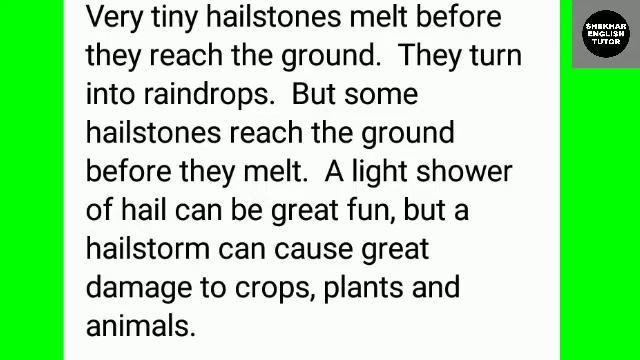 Very tiny hailstones melt before
they reach the ground.  They turn
into raindrops.  But some
hailstones reach the ground
before they melt.  A light shower
of hail can be great fun, but a
hailstorm can cause great
damage to crops, plants and
animals.
SHEKHAR
ENGLISH
TUTOR